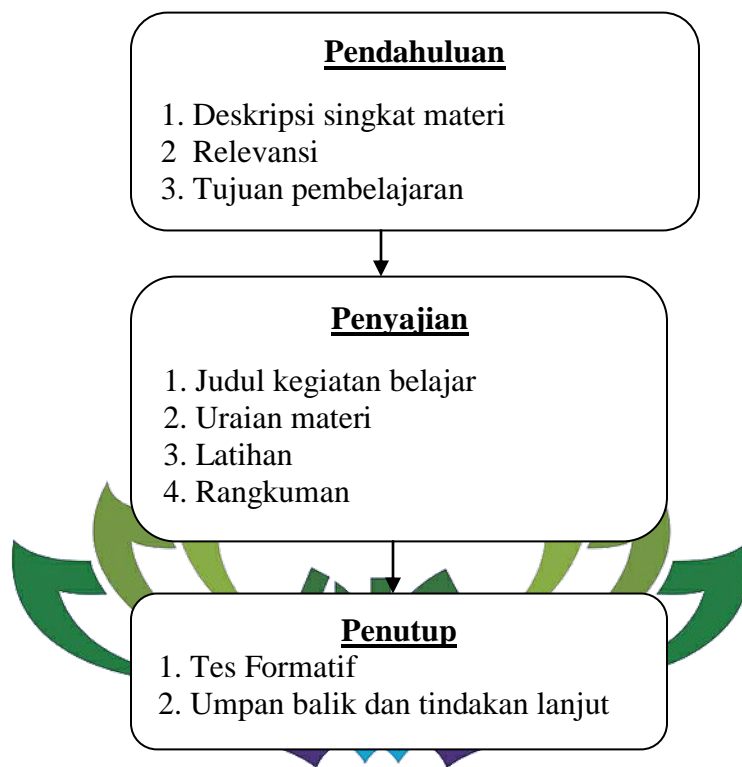 Pendahuluan
1. Deskripsi singkat materi
2 Relevansi
3. Tujuan pembelajaran
Penyajian
1. Judul kegiatan belajar
2. Uraian materi
3. Latihan
4. Rangkuman
Penutup
1. Tes Formatif
2. Umpan balik dan tindakan lanjut